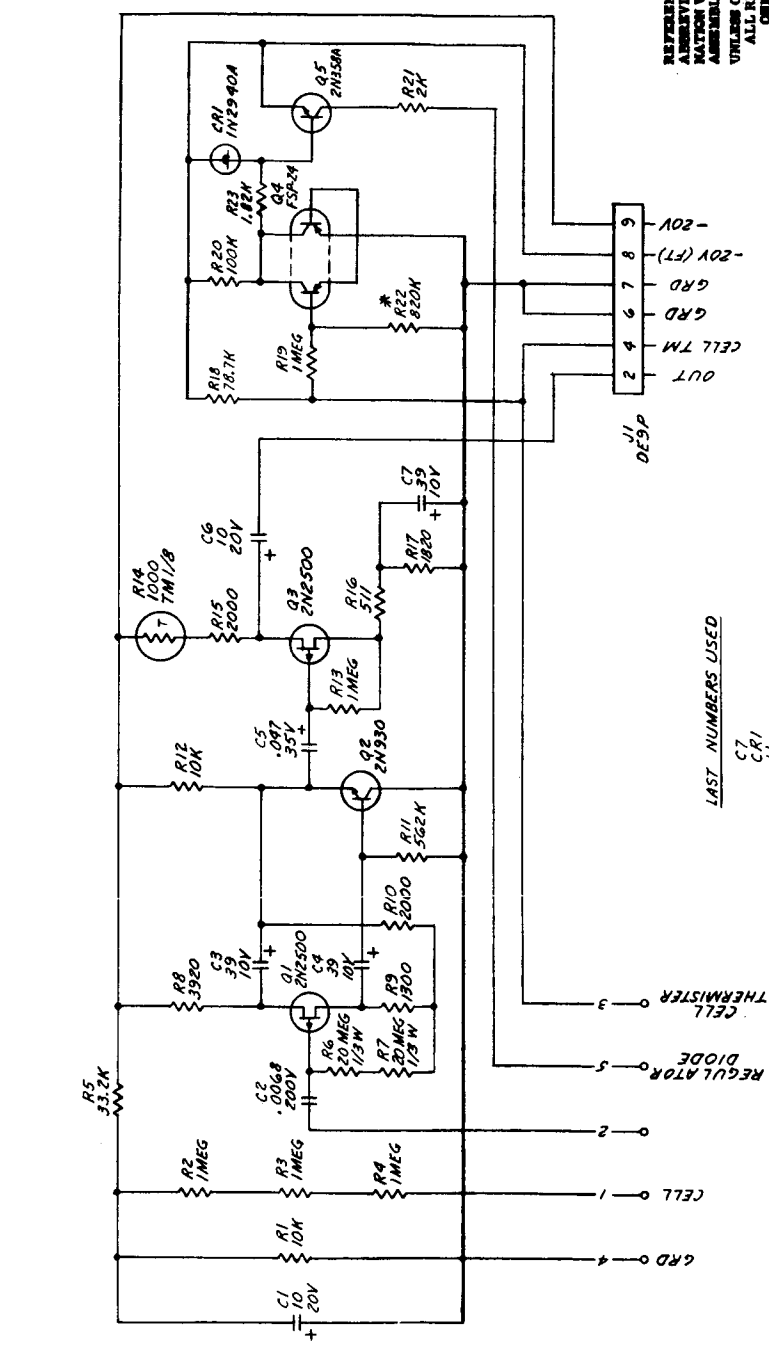 C1
10
20V
R1
10K
R2
1MEG
R3
1MEG
R4
1MEG
R5
33.2K
C2
.0068
200V
R6
20 MEG
1/3 W
R7
20 MEG
1/3 W
R8
3920
C3
39
10V
Q1
2N2500
C4
39
10V
R9
1300
R10
2000
R11
562K
R12
10K
Q2
2N930
C5
.047
35V
R13
1MEG
R14
1000
TM1/8
T
R15
2000
Q3
2N2500
R16
511
C6
10
20V
R17
1820
C7
39
10V
R18
78.7K
R19
1MEG
R20
100K
*
R22
820K
R23
1.82K
Q4
FSP-24
CR1
1N2940A
Q5
2N358A
R21
2K
GRD
4
CELL
1
2
REGULATOR
DIODE
5
CELL
THERMISTER
3
J1
DE9P
2 OUT
4 CELL TM
6 GRD
7 GRD
8 -20V (FT)
9 -20V
LAST NUMBERS USED
C7
CR1